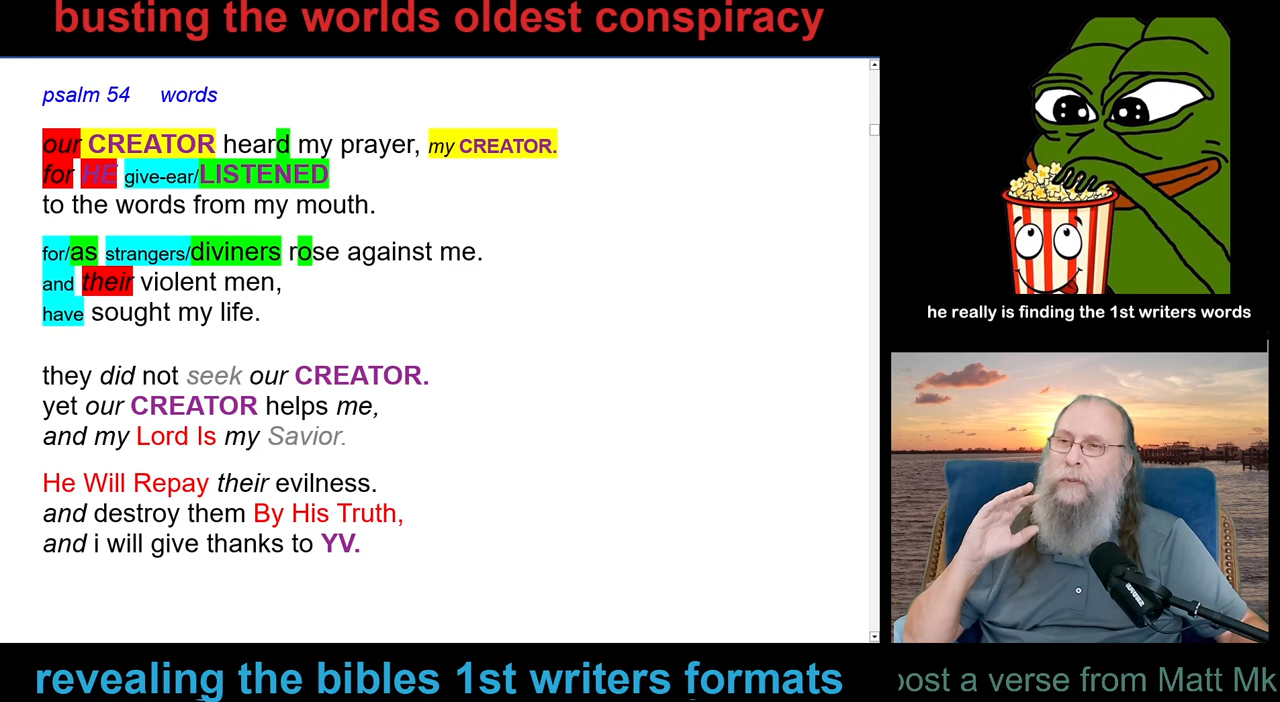 busting the worlds oldest conspiracy
psalm 54 words
our CREATOR heard my prayer, my CREATOR.
for HE give-ear/LISTENED
to the words from my mouth.
for/as strangers/diviners rose against me.
and their violent men,
have sought my life.
they did not seek our CREATOR.
yet our CREATOR helps me,
and my Lord Is my Savior.
He Will Repay their evilness.
and destroy them By His Truth,
and i will give thanks to YV.
he really is finding the 1st writers words
revealing the bibles 1st writers formats
post a verse from Matt Mk